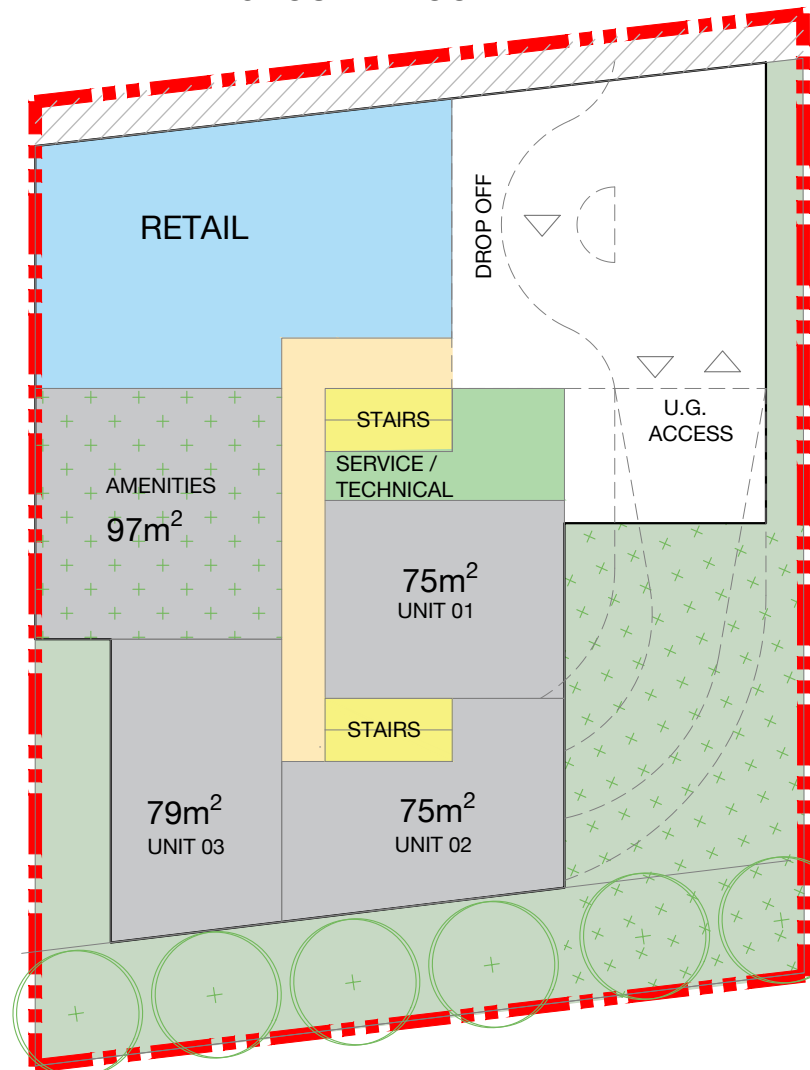 RETAIL
DROP OFF
U.G.
ACCESS
STAIRS
SERVICE /
TECHNICAL
AMENITIES
97m²
75m²
UNIT 01
STAIRS
79m²
UNIT 03
75m²
UNIT 02